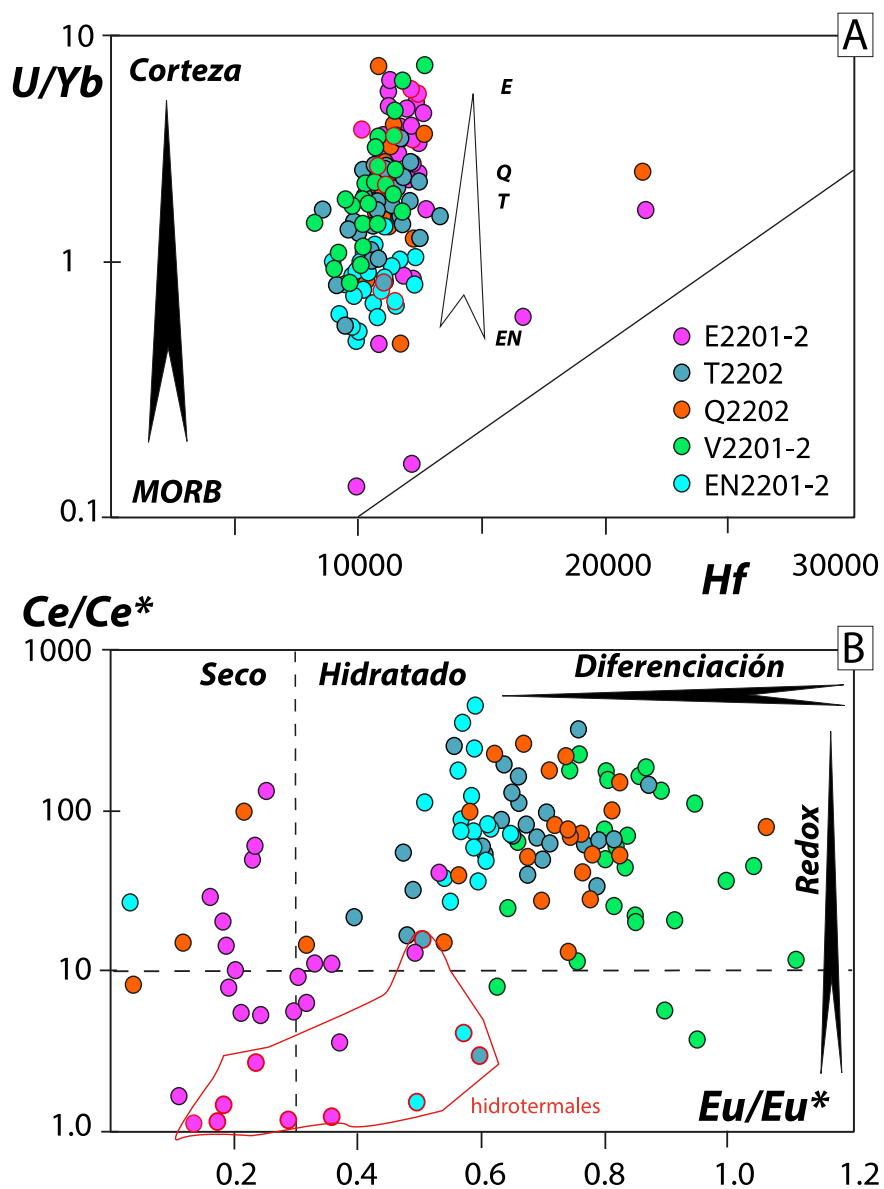 A
10
U/Yb
Corteza
E
Q
T
1
EN
E2201-2
T2202
Q2202
V2201-2
EN2201-2
MORB
0.1
10000 20000 30000
Hf
Ce/Ce*
B
1000
Seco Hidratado Diferenciación
100
Redox
10
hidrotermales
Eu/Eu*
1.0
0.2 0.4 0.6 0.8 1.0 1.2